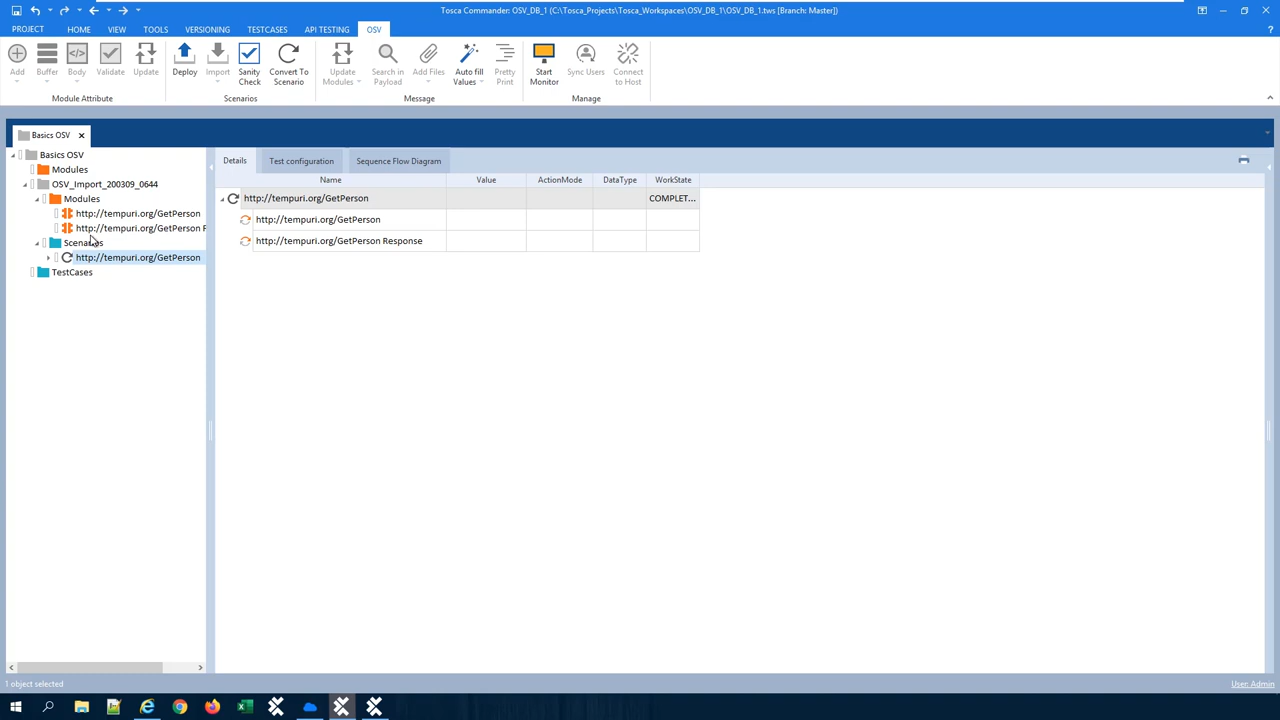 Tosca Commander: OSV_DB_1 (C:\Tosca_Projects\Tosca_Workspaces\OSV_DB_1\OSV_DB_1.tws [Branch: Master])
PROJECT HOME VIEW TOOLS VERSIONING TESTCASES API TESTING OSV
Add Buffer Body Validate Update Deploy Import Sanity Check Convert To Scenario Update Modules Search in Payload Add Files Auto fill Values Pretty Print Start Monitor Sync Users Connect to Host
Module Attribute Scenarios Message Manage
Basics OSV
Basics OSV
Modules
OSV_Import_200309_0644
Modules
http://tempuri.org/GetPerson
http://tempuri.org/GetPerson R
Scenarios
http://tempuri.org/GetPerson
TestCases
Details Test configuration Sequence Flow Diagram
Name Value ActionMode DataType WorkState
http://tempuri.org/GetPerson COMPLET...
http://tempuri.org/GetPerson
http://tempuri.org/GetPerson Response
1 object selected
User: Admin